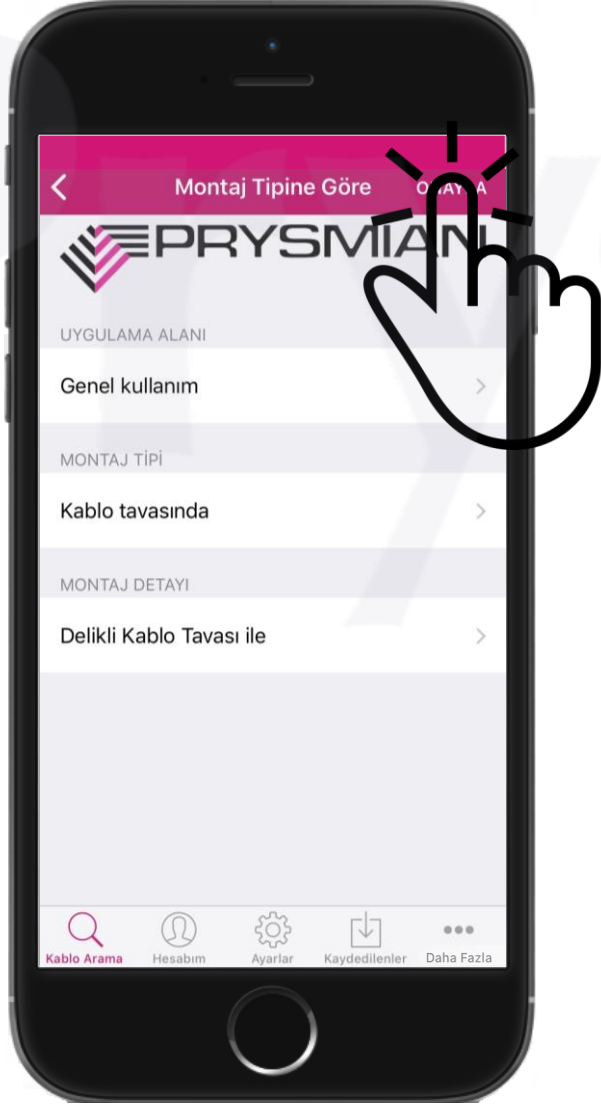 Montaj Tipine Göre
PRYSMIAN
UYGULAMA ALANI
Genel kullanım
MONTAJ TİPİ
Kablo tavasında
MONTAJ DETAYI
Delikli Kablo Tavası ile
Kablo Arama Hesabım Ayarlar Kaydedilenler Daha Fazla